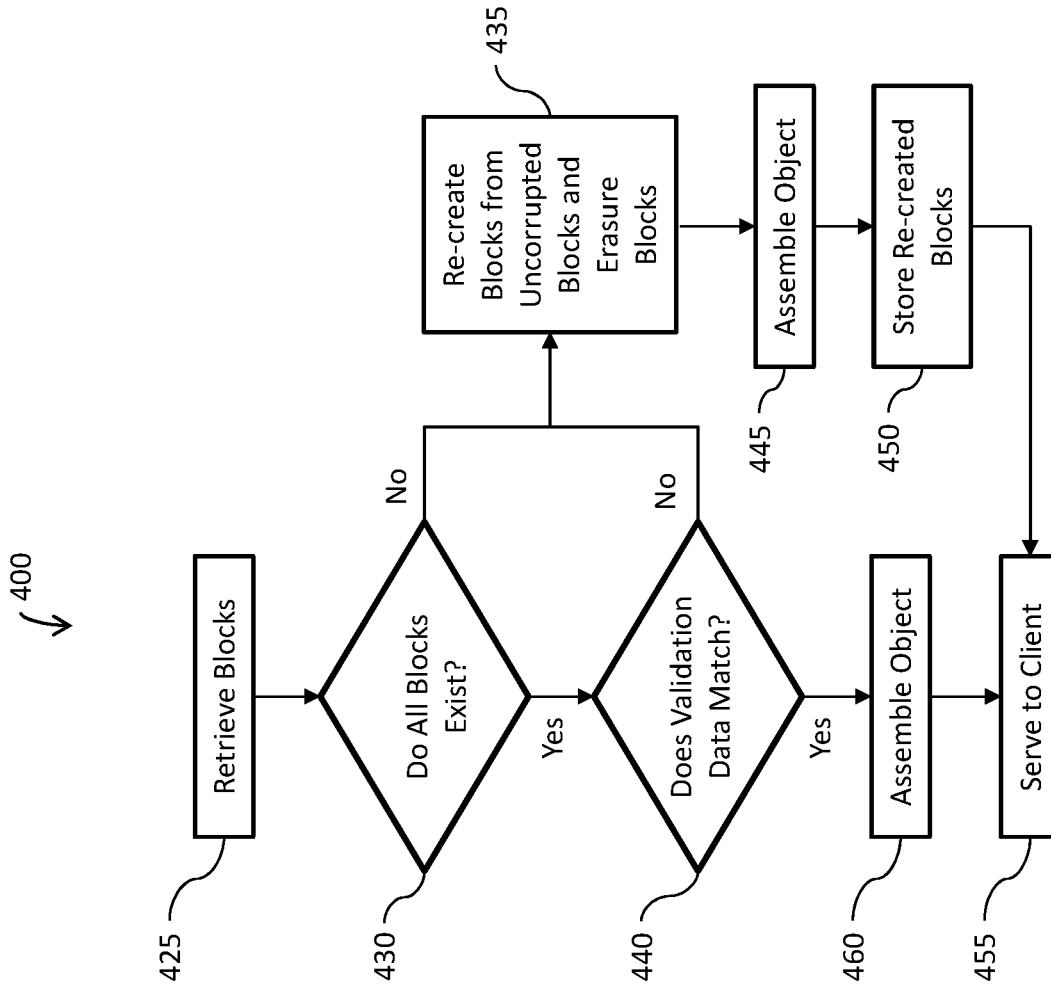 400
425
Retrieve Blocks
430
Do All Blocks
Exist?
No
Yes
435
Re-create
Blocks from
Uncorrupted
Blocks and
Erasure
Blocks
440
Does Validation
Data Match?
No
Yes
445
Assemble Object
450
Store Re-created
Blocks
460
Assemble Object
455
Serve to Client